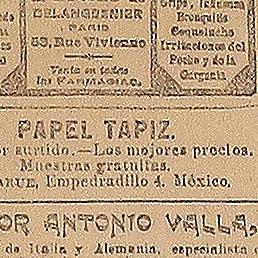 DELANGRENIER
PARIS
53, Rue Vivienne
Venta en todas
las FARMACIAS.
Gripe, Influenza
Bronquitis
Coqueluche
Irritaciones del
Pecho y de la
Garganta
PAPEL TAPIZ.
surtido.—Los mejores precios.
Muestras gratuitas.
Empedradillo 4. México.
ANTONIO VALLA,
de Italia y Alemania, especialista